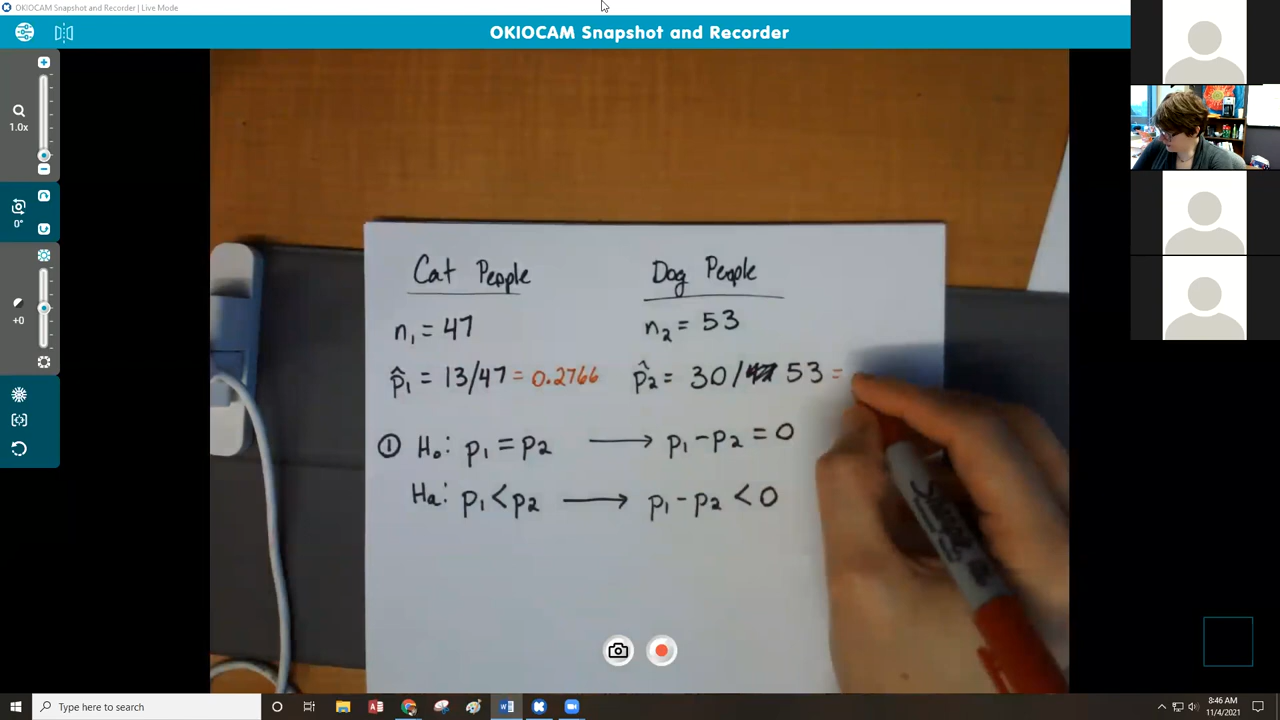 OKIOCAM Snapshot and Recorder | Live Mode
OKIOCAM Snapshot and Recorder
1.0x
0°
+0
Cat People
Dog People
n₁ = 47
n₂ = 53
p̂₁ = 13/47 = 0.2766
p̂₂ = 30/ 53 =
① H₀: p₁ = p₂ → p₁ - p₂ = 0
Ha: p₁ < p₂ → p₁ - p₂ < 0
Sharpie
Type here to search
8:46 AM
11/4/2021